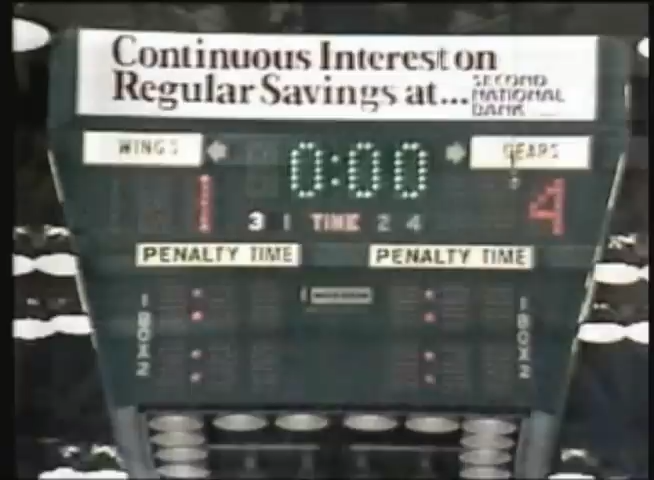 Continuous Interest on
Regular Savings at... SECOND
NATIONAL
BANK
WINGS 0:00 GEARS
1 3 1 TIME 2 4 4
PENALTY TIME PENALTY TIME
1 1
BOX BOX
2 2